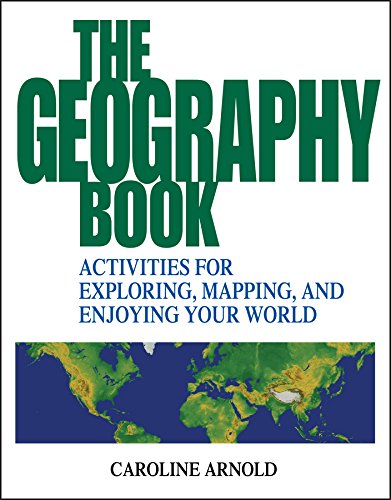 THE
GEOGRAPHY
BOOK
ACTIVITIES FOR
EXPLORING, MAPPING, AND
ENJOYING YOUR WORLD
CAROLINE ARNOLD